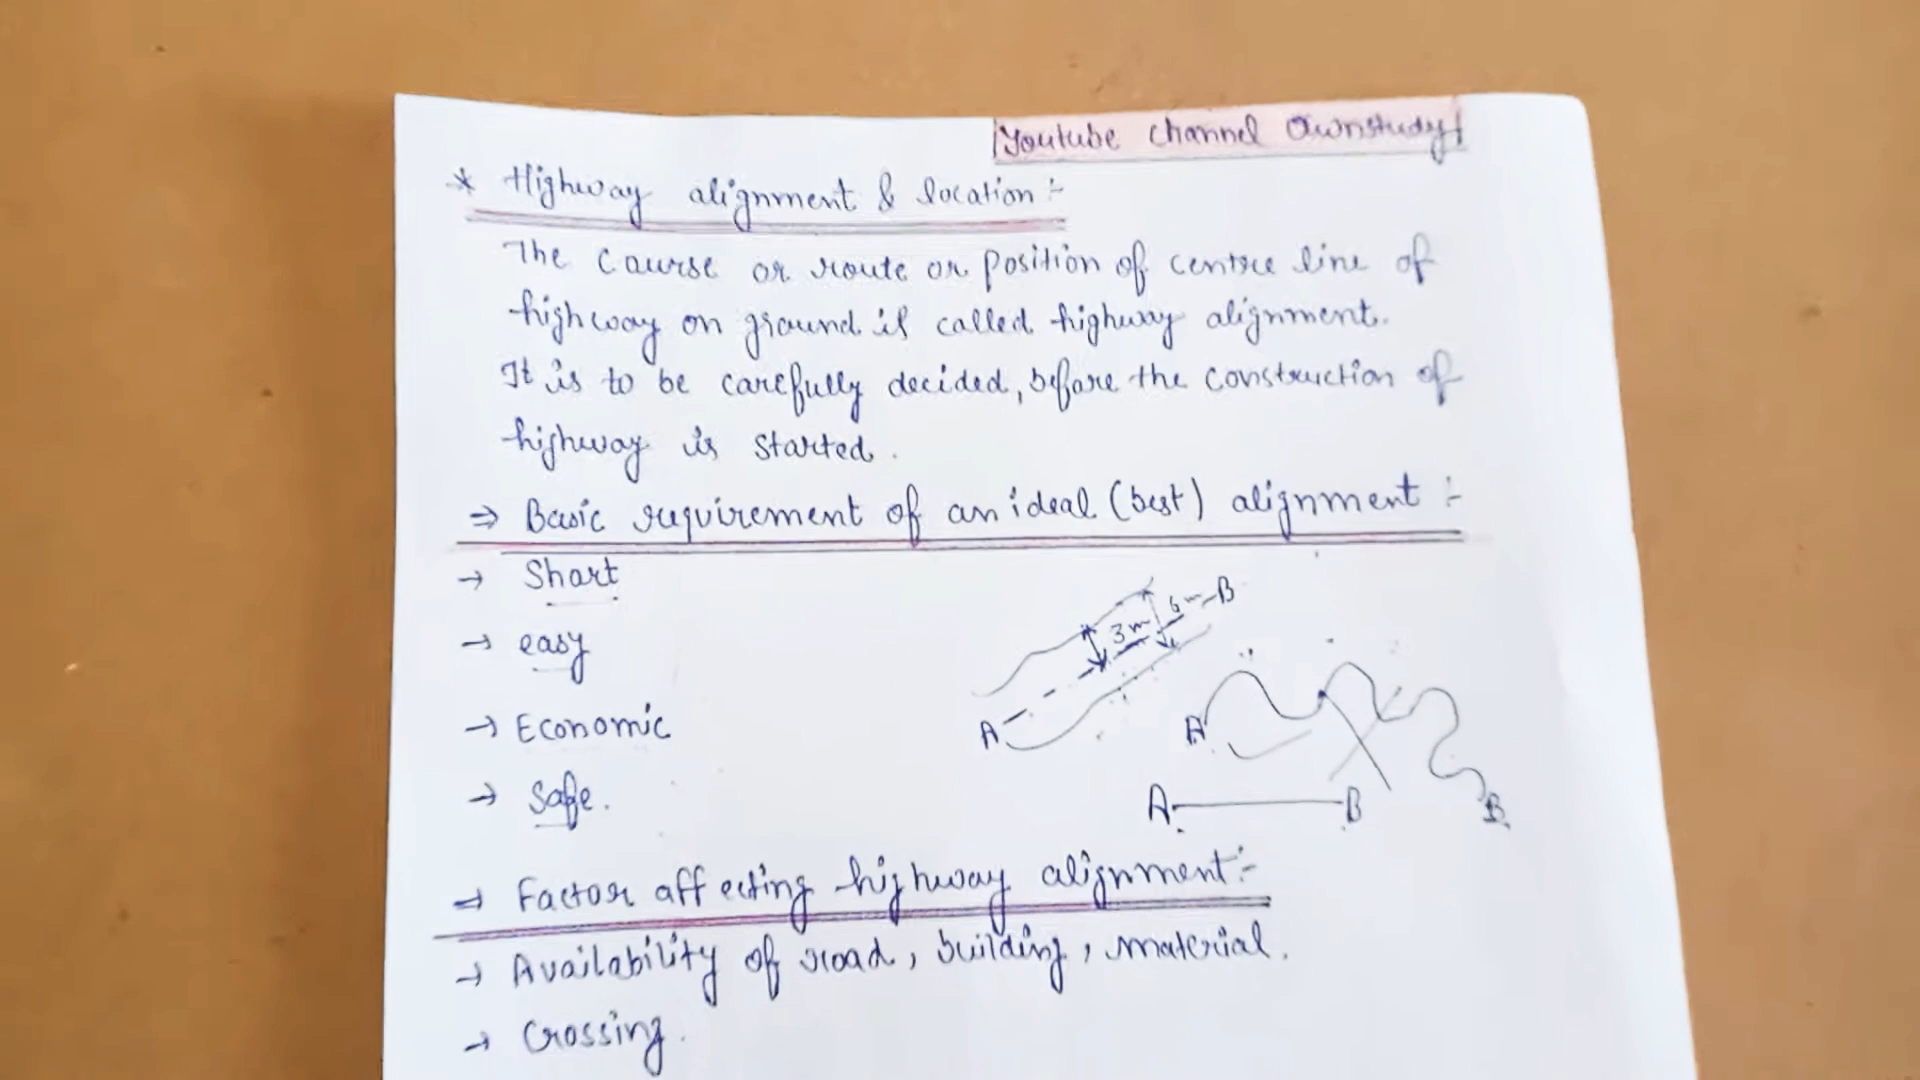 Youtube channel Ownstudy
* Highway alignment & location :-
The course or route or position of centre line of
highway on ground is called highway alignment.
It is to be carefully decided, before the construction of
highway is started.
⇒ Basic requirement of an ideal (best) alignment :-
→ Short
→ easy
→ Economic
→ safe.
A 3m 6m B
A B
A B
→ Factor affecting highway alignment:-
→ Availability of road, building, material.
→ Crossing.